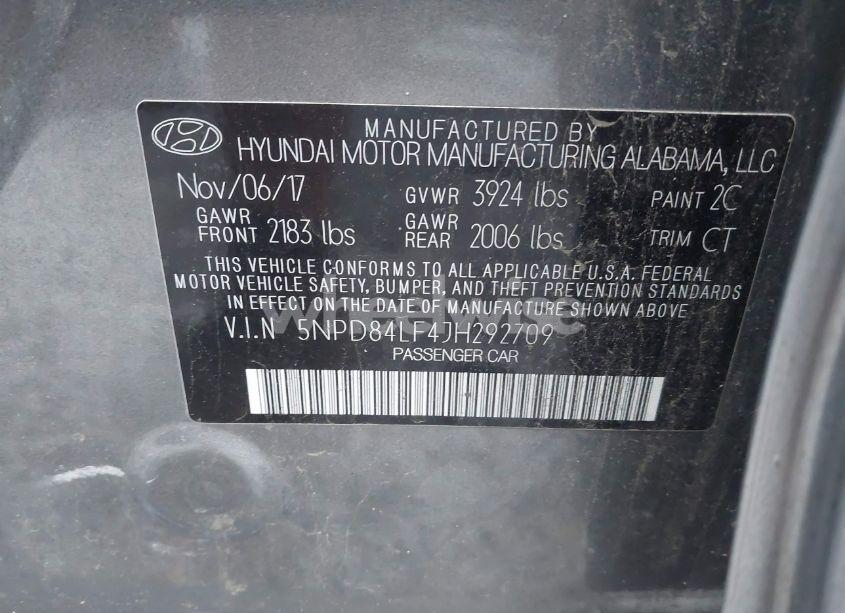 MANUFACTURED BY
HYUNDAI MOTOR MANUFACTURING ALABAMA, LLC
Nov/06/17 GVWR 3924 lbs PAINT 2C
GAWR FRONT 2183 lbs GAWR REAR 2006 lbs TRIM CT
THIS VEHICLE CONFORMS TO ALL APPLICABLE U.S.A. FEDERAL
MOTOR VEHICLE SAFETY, BUMPER, AND THEFT PREVENTION STANDARDS
IN EFFECT ON THE DATE OF MANUFACTURE SHOWN ABOVE
wheelwise
V.I.N 5NPD84LF4JH292709
PASSENGER CAR